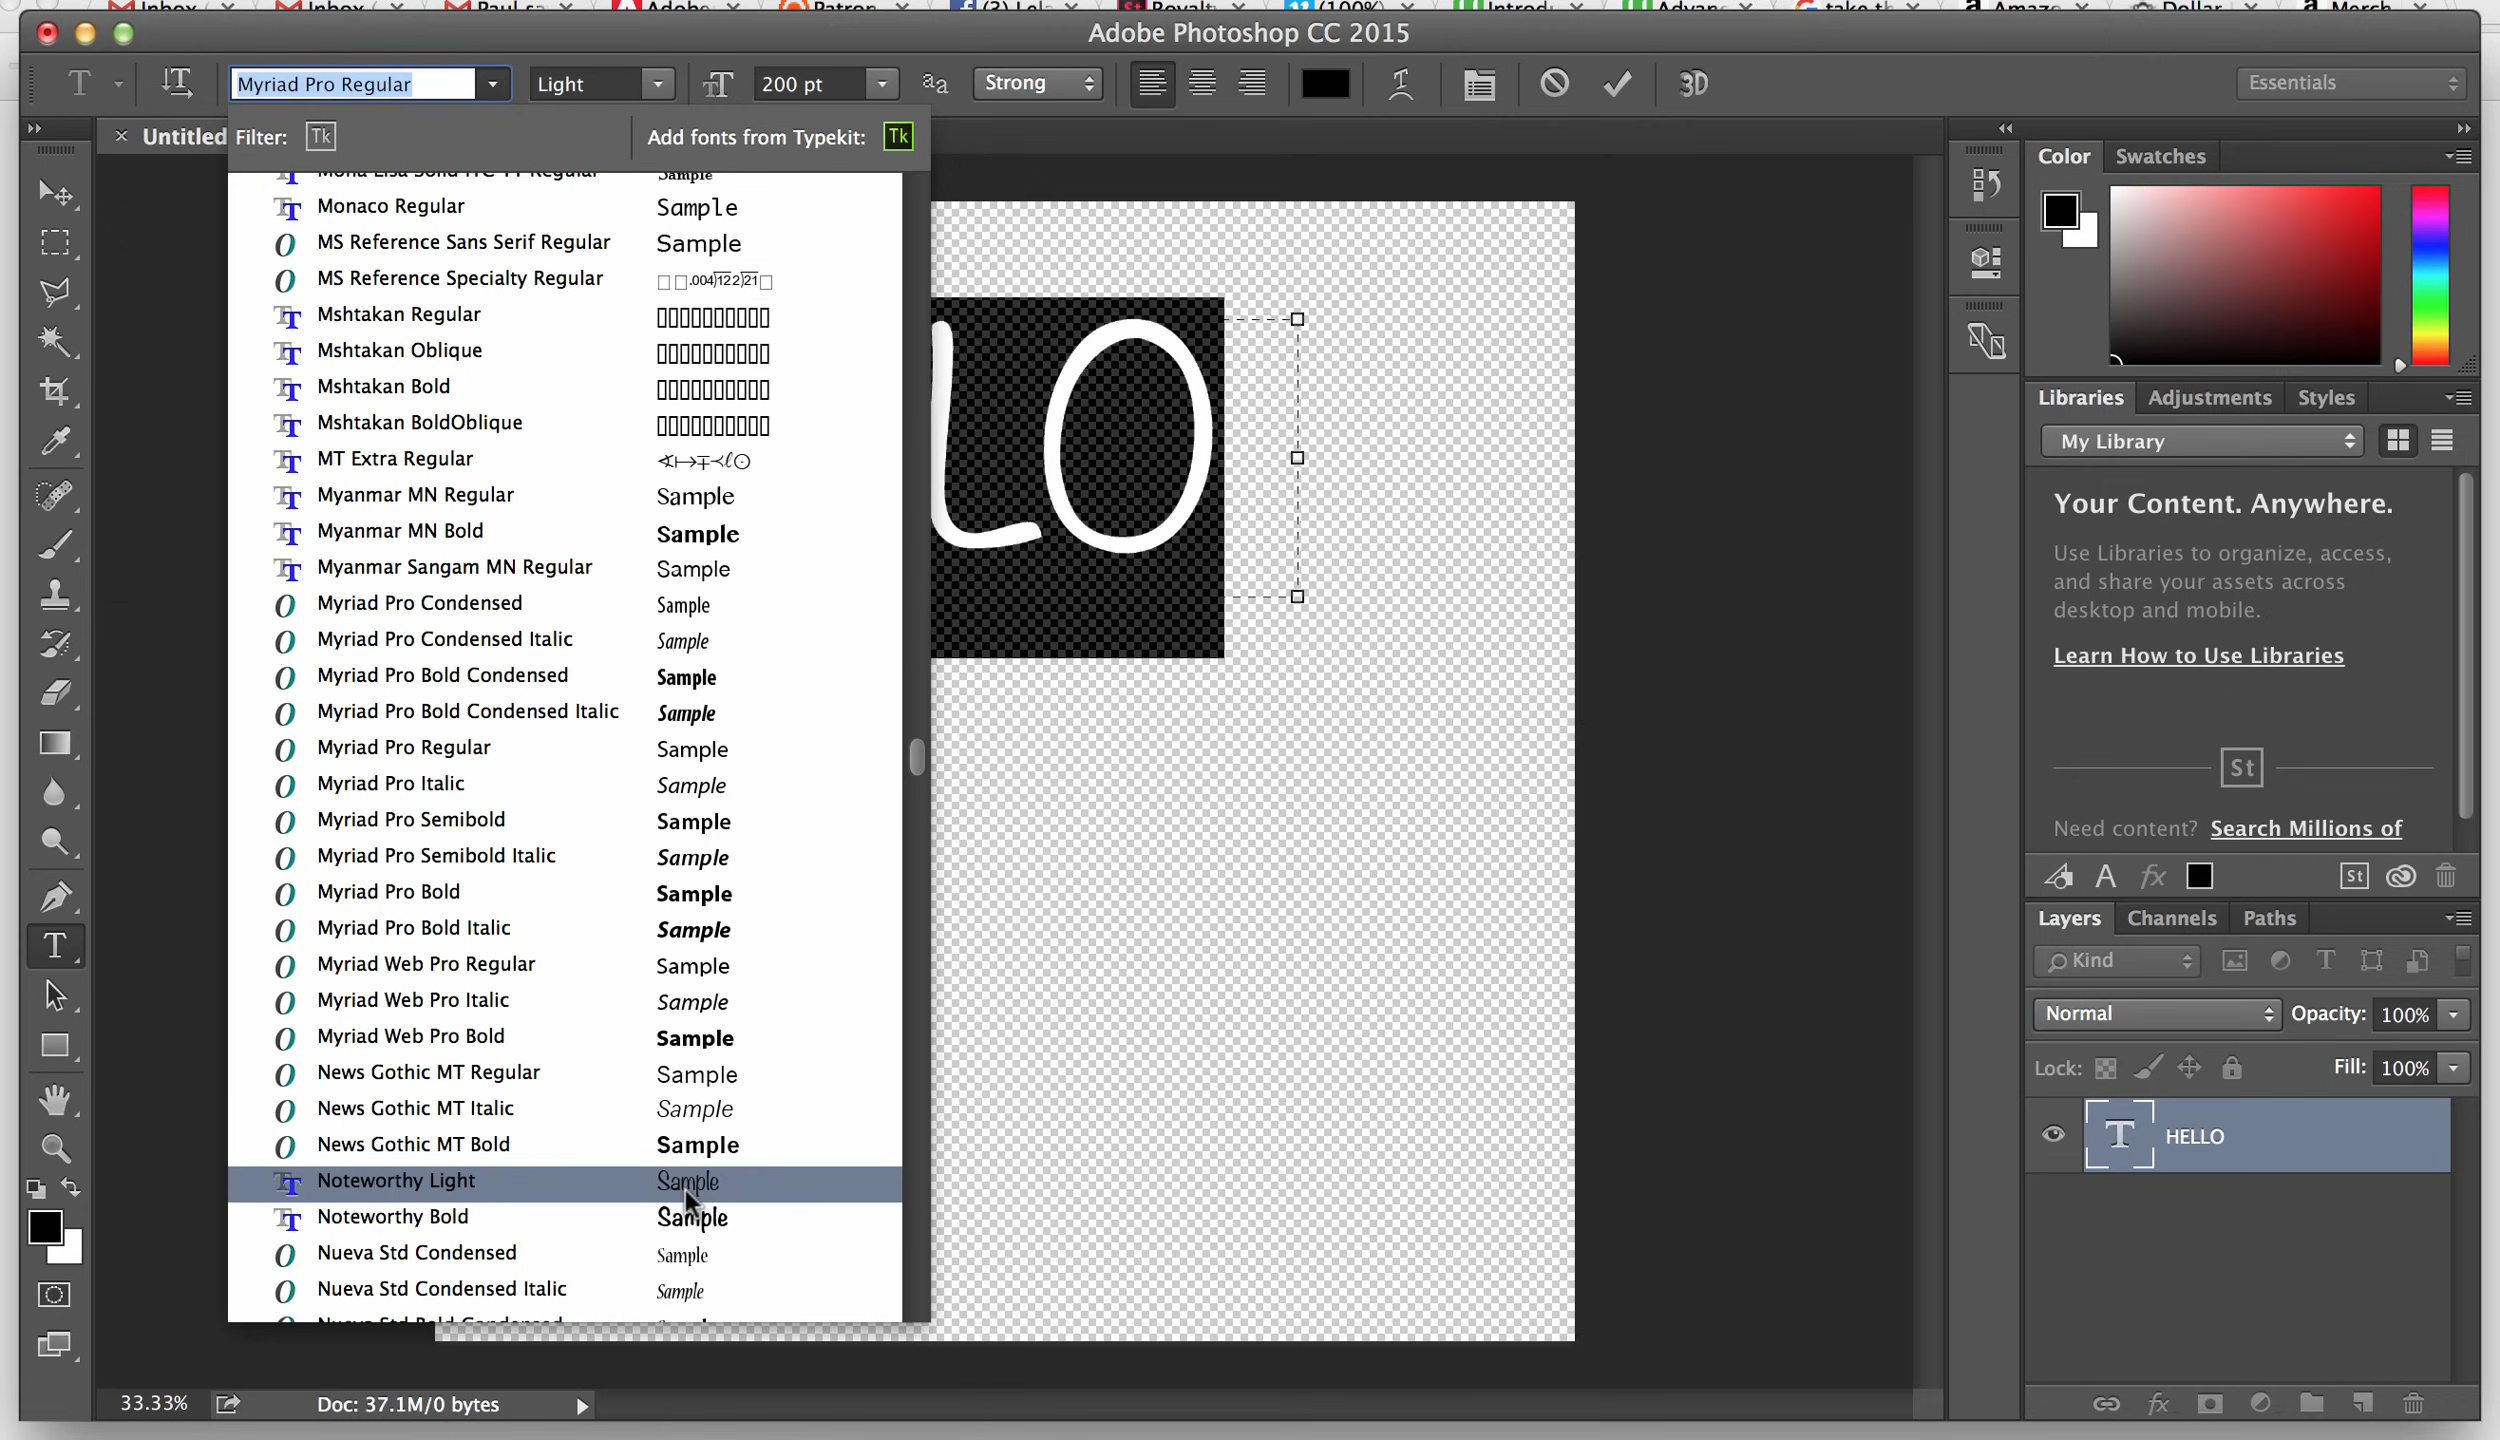 Inbox
Inbox
Paul sa
Adobe
Patron
(3) Lela
Royalt
(100%)
Introdu
Advan
take th
Amazo
Dollar
Merch
Adobe Photoshop CC 2015
Myriad Pro Regular
Light
200 pt
Strong
3D
Essentials
Untitled
Filter: Tk
Add fonts from Typekit: Tk
Mona Lisa Solid ITC TT Regular Sample
Monaco Regular Sample
MS Reference Sans Serif Regular Sample
MS Reference Specialty Regular
Mshtakan Regular
Mshtakan Oblique
Mshtakan Bold
Mshtakan BoldOblique
MT Extra Regular
Myanmar MN Regular Sample
Myanmar MN Bold Sample
Myanmar Sangam MN Regular Sample
Myriad Pro Condensed Sample
Myriad Pro Condensed Italic Sample
Myriad Pro Bold Condensed Sample
Myriad Pro Bold Condensed Italic Sample
Myriad Pro Regular Sample
Myriad Pro Italic Sample
Myriad Pro Semibold Sample
Myriad Pro Semibold Italic Sample
Myriad Pro Bold Sample
Myriad Pro Bold Italic Sample
Myriad Web Pro Regular Sample
Myriad Web Pro Italic Sample
Myriad Web Pro Bold Sample
News Gothic MT Regular Sample
News Gothic MT Italic Sample
News Gothic MT Bold Sample
Noteworthy Light Sample
Noteworthy Bold Sample
Nueva Std Condensed Sample
Nueva Std Condensed Italic Sample
Nueva Std Bold Condensed
LO
Color Swatches
Libraries Adjustments Styles
My Library
Your Content. Anywhere.
Use Libraries to organize, access,
and share your assets across
desktop and mobile.
Learn How to Use Libraries
St
Need content? Search Millions of
A fx St
Layers Channels Paths
Kind
Normal Opacity: 100%
Lock: Fill: 100%
T HELLO
fx
33.33%
Doc: 37.1M/0 bytes